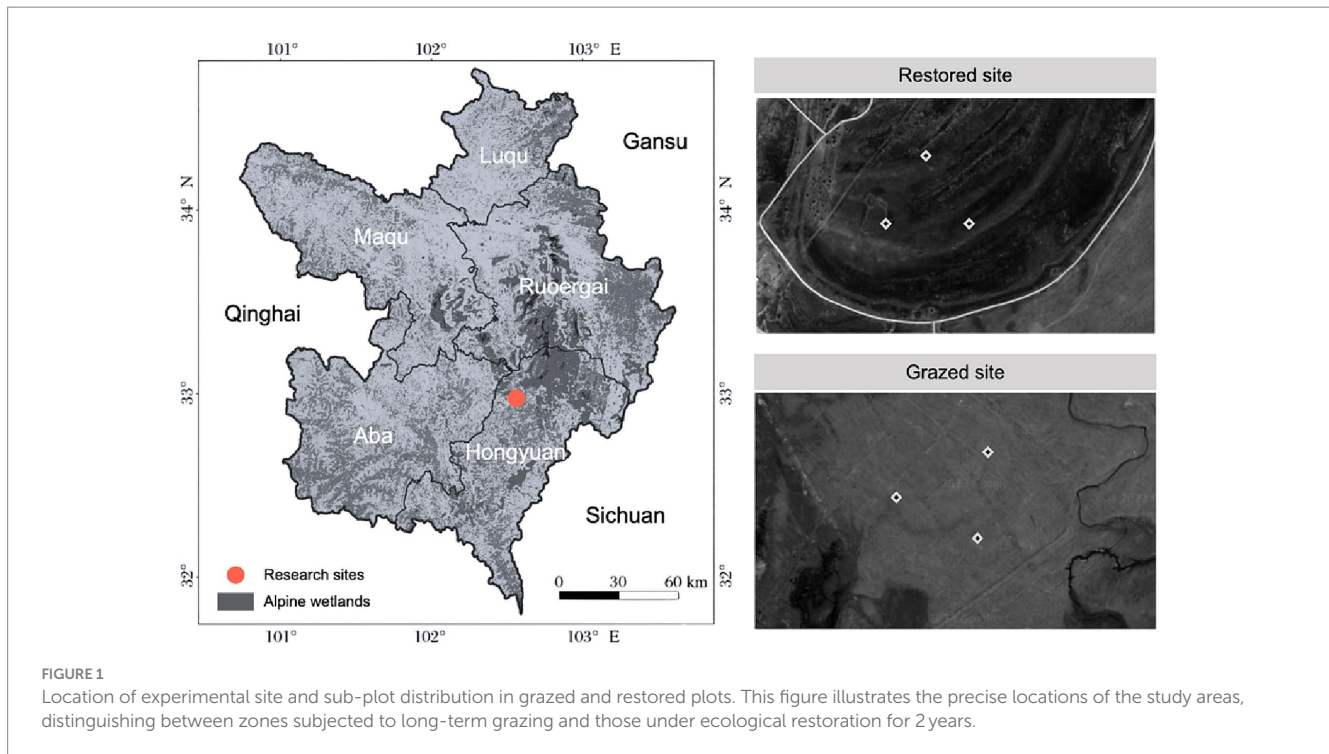 101°
102°
103° E
Gansu
Luqu
34° N
34° N
Maqu
Ruoergai
Qinghai
33°
33°
Aba
Hongyuan
Sichuan
32°
32°
Research sites
Alpine wetlands
0 30 60 km
101°
102°
103° E
Restored site
Grazed site
FIGURE 1
Location of experimental site and sub-plot distribution in grazed and restored plots. This figure illustrates the precise locations of the study areas,
distinguishing between zones subjected to long-term grazing and those under ecological restoration for 2 years.